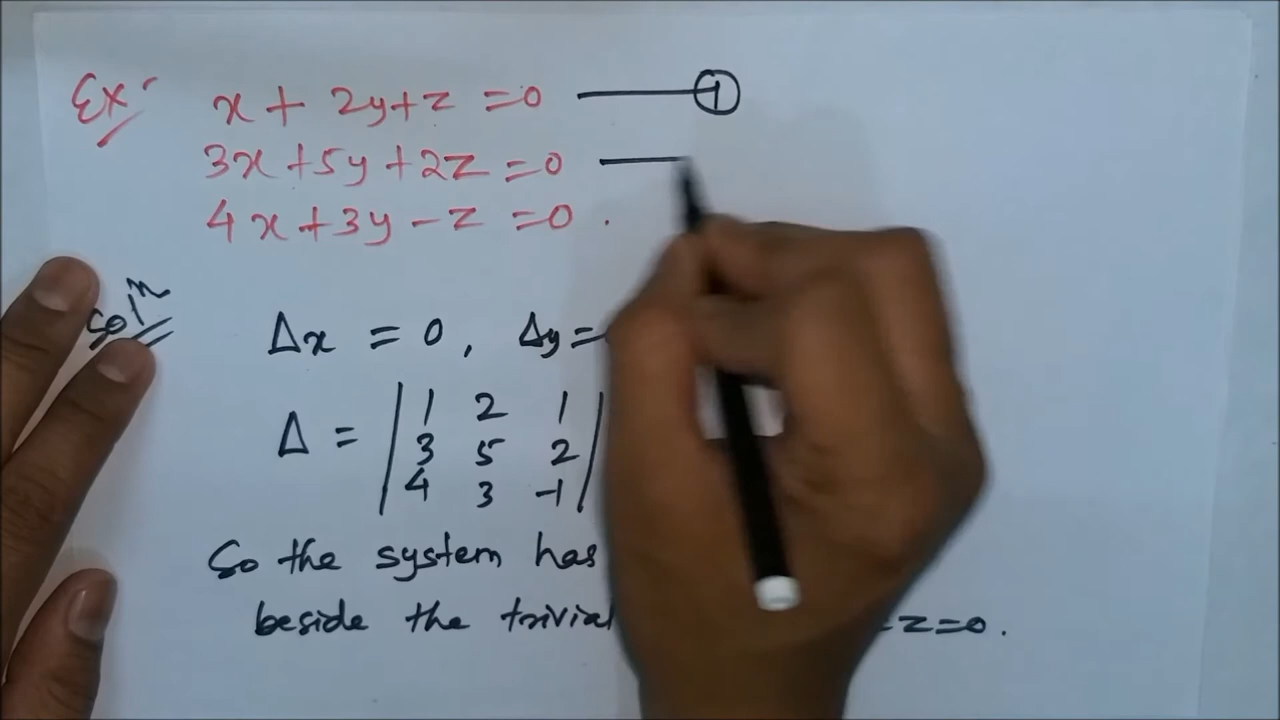 Ex:- x + 2y + z = 0 ——— ①
3x + 5y + 2z = 0 ———
4x + 3y - z = 0 .
Solⁿ Δx = 0, Δy =
Δ = | 1 2 1 |
3 5 2
4 3 -1
So the system has
beside the trivial z = 0.